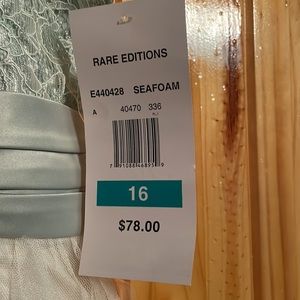 RARE EDITIONS
E440428 SEAFOAM
A 40470 336
16
$78.00